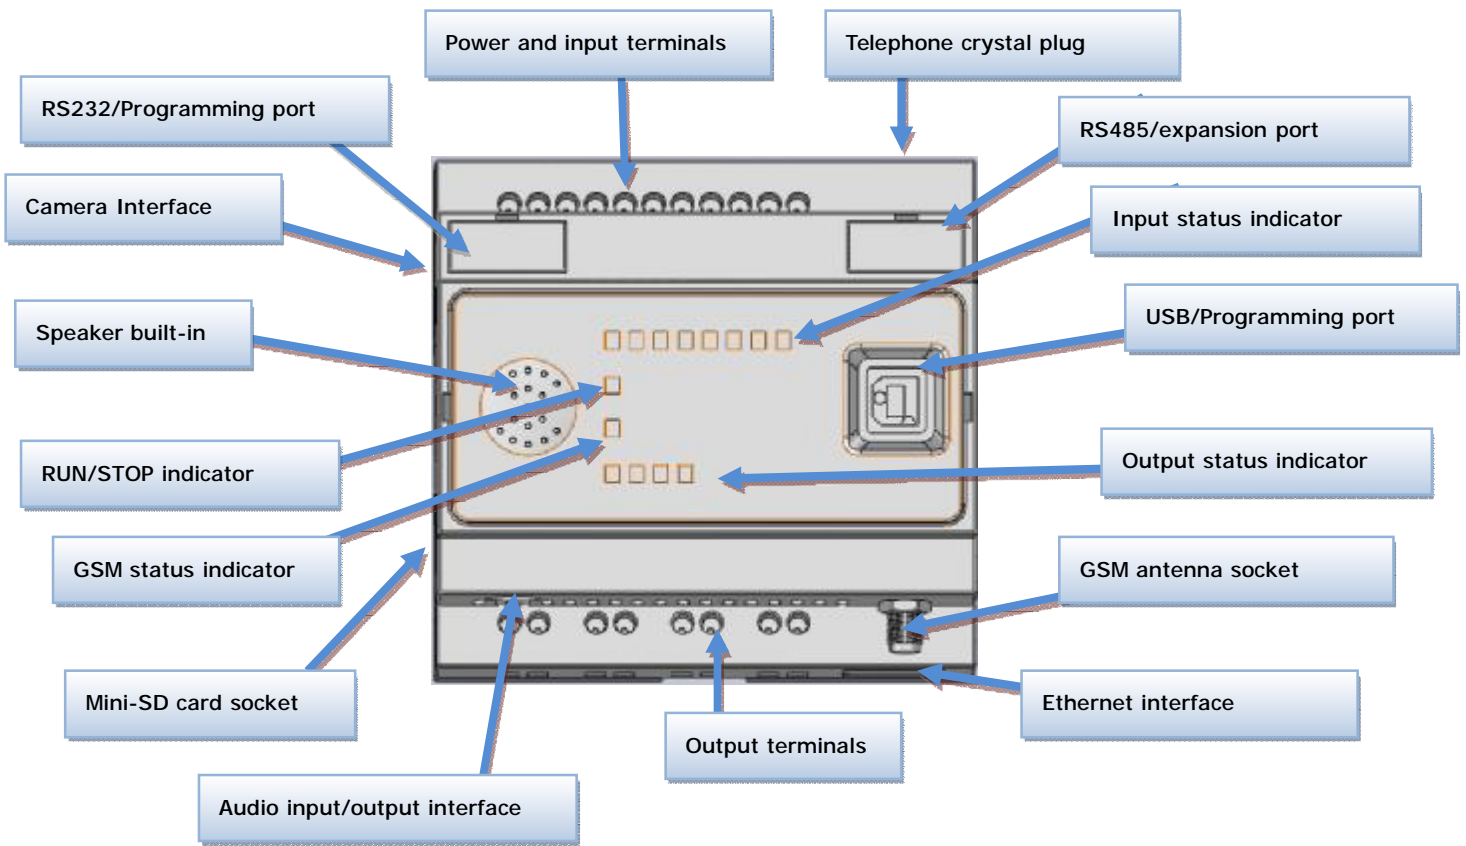 Power and input terminals
Telephone crystal plug
RS232/Programming port
RS485/expansion port
Camera Interface
Input status indicator
Speaker built-in
USB/Programming port
RUN/STOP indicator
Output status indicator
GSM status indicator
GSM antenna socket
Mini-SD card socket
Ethernet interface
Output terminals
Audio input/output interface